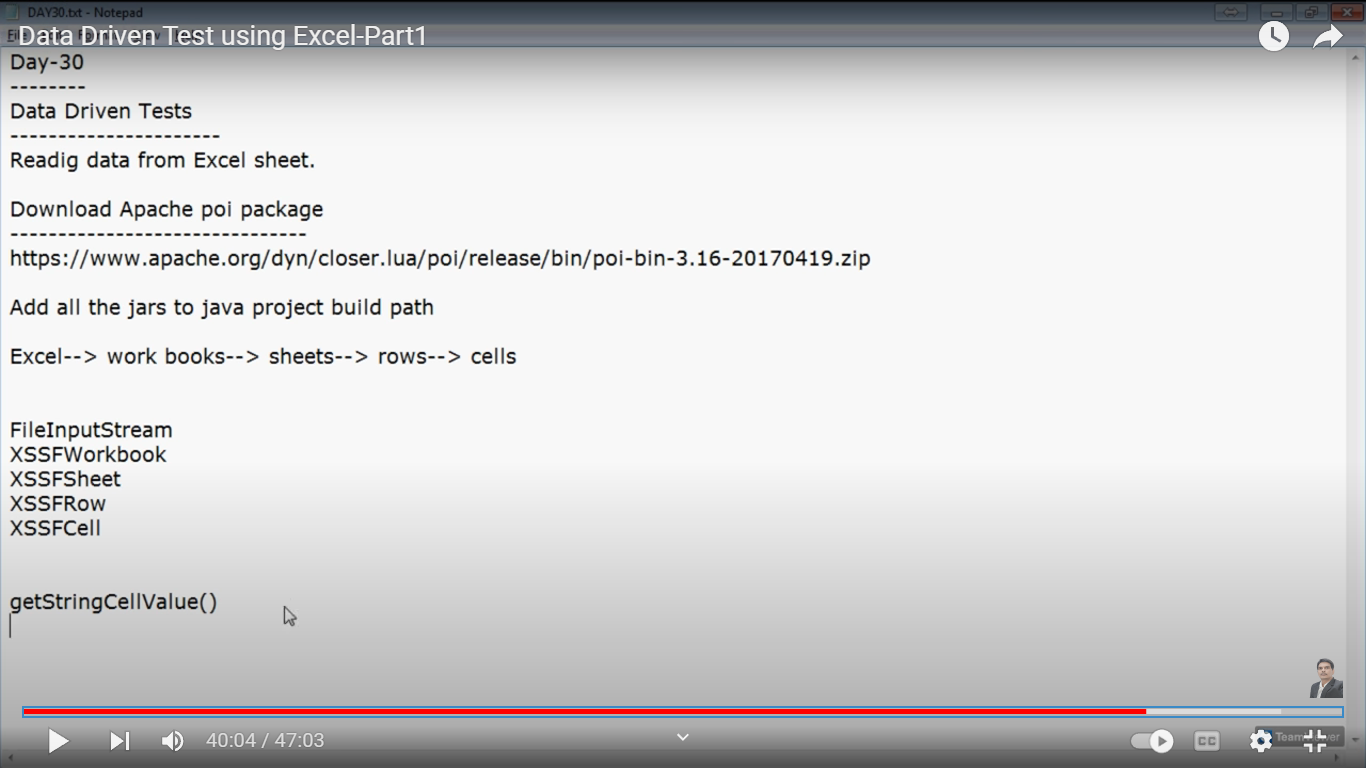 DAY30.txt - Notepad
Data Driven Test using Excel-Part1
Day-30
--------
Data Driven Tests
----------------------
Readig data from Excel sheet.
Download Apache poi package
-------------------------------
https://www.apache.org/dyn/closer.lua/poi/release/bin/poi-bin-3.16-20170419.zip
Add all the jars to java project build path
Excel--> work books--> sheets--> rows--> cells
FileInputStream
XSSFWorkbook
XSSFSheet
XSSFRow
XSSFCell
getStringCellValue()
40:04 / 47:03
CC